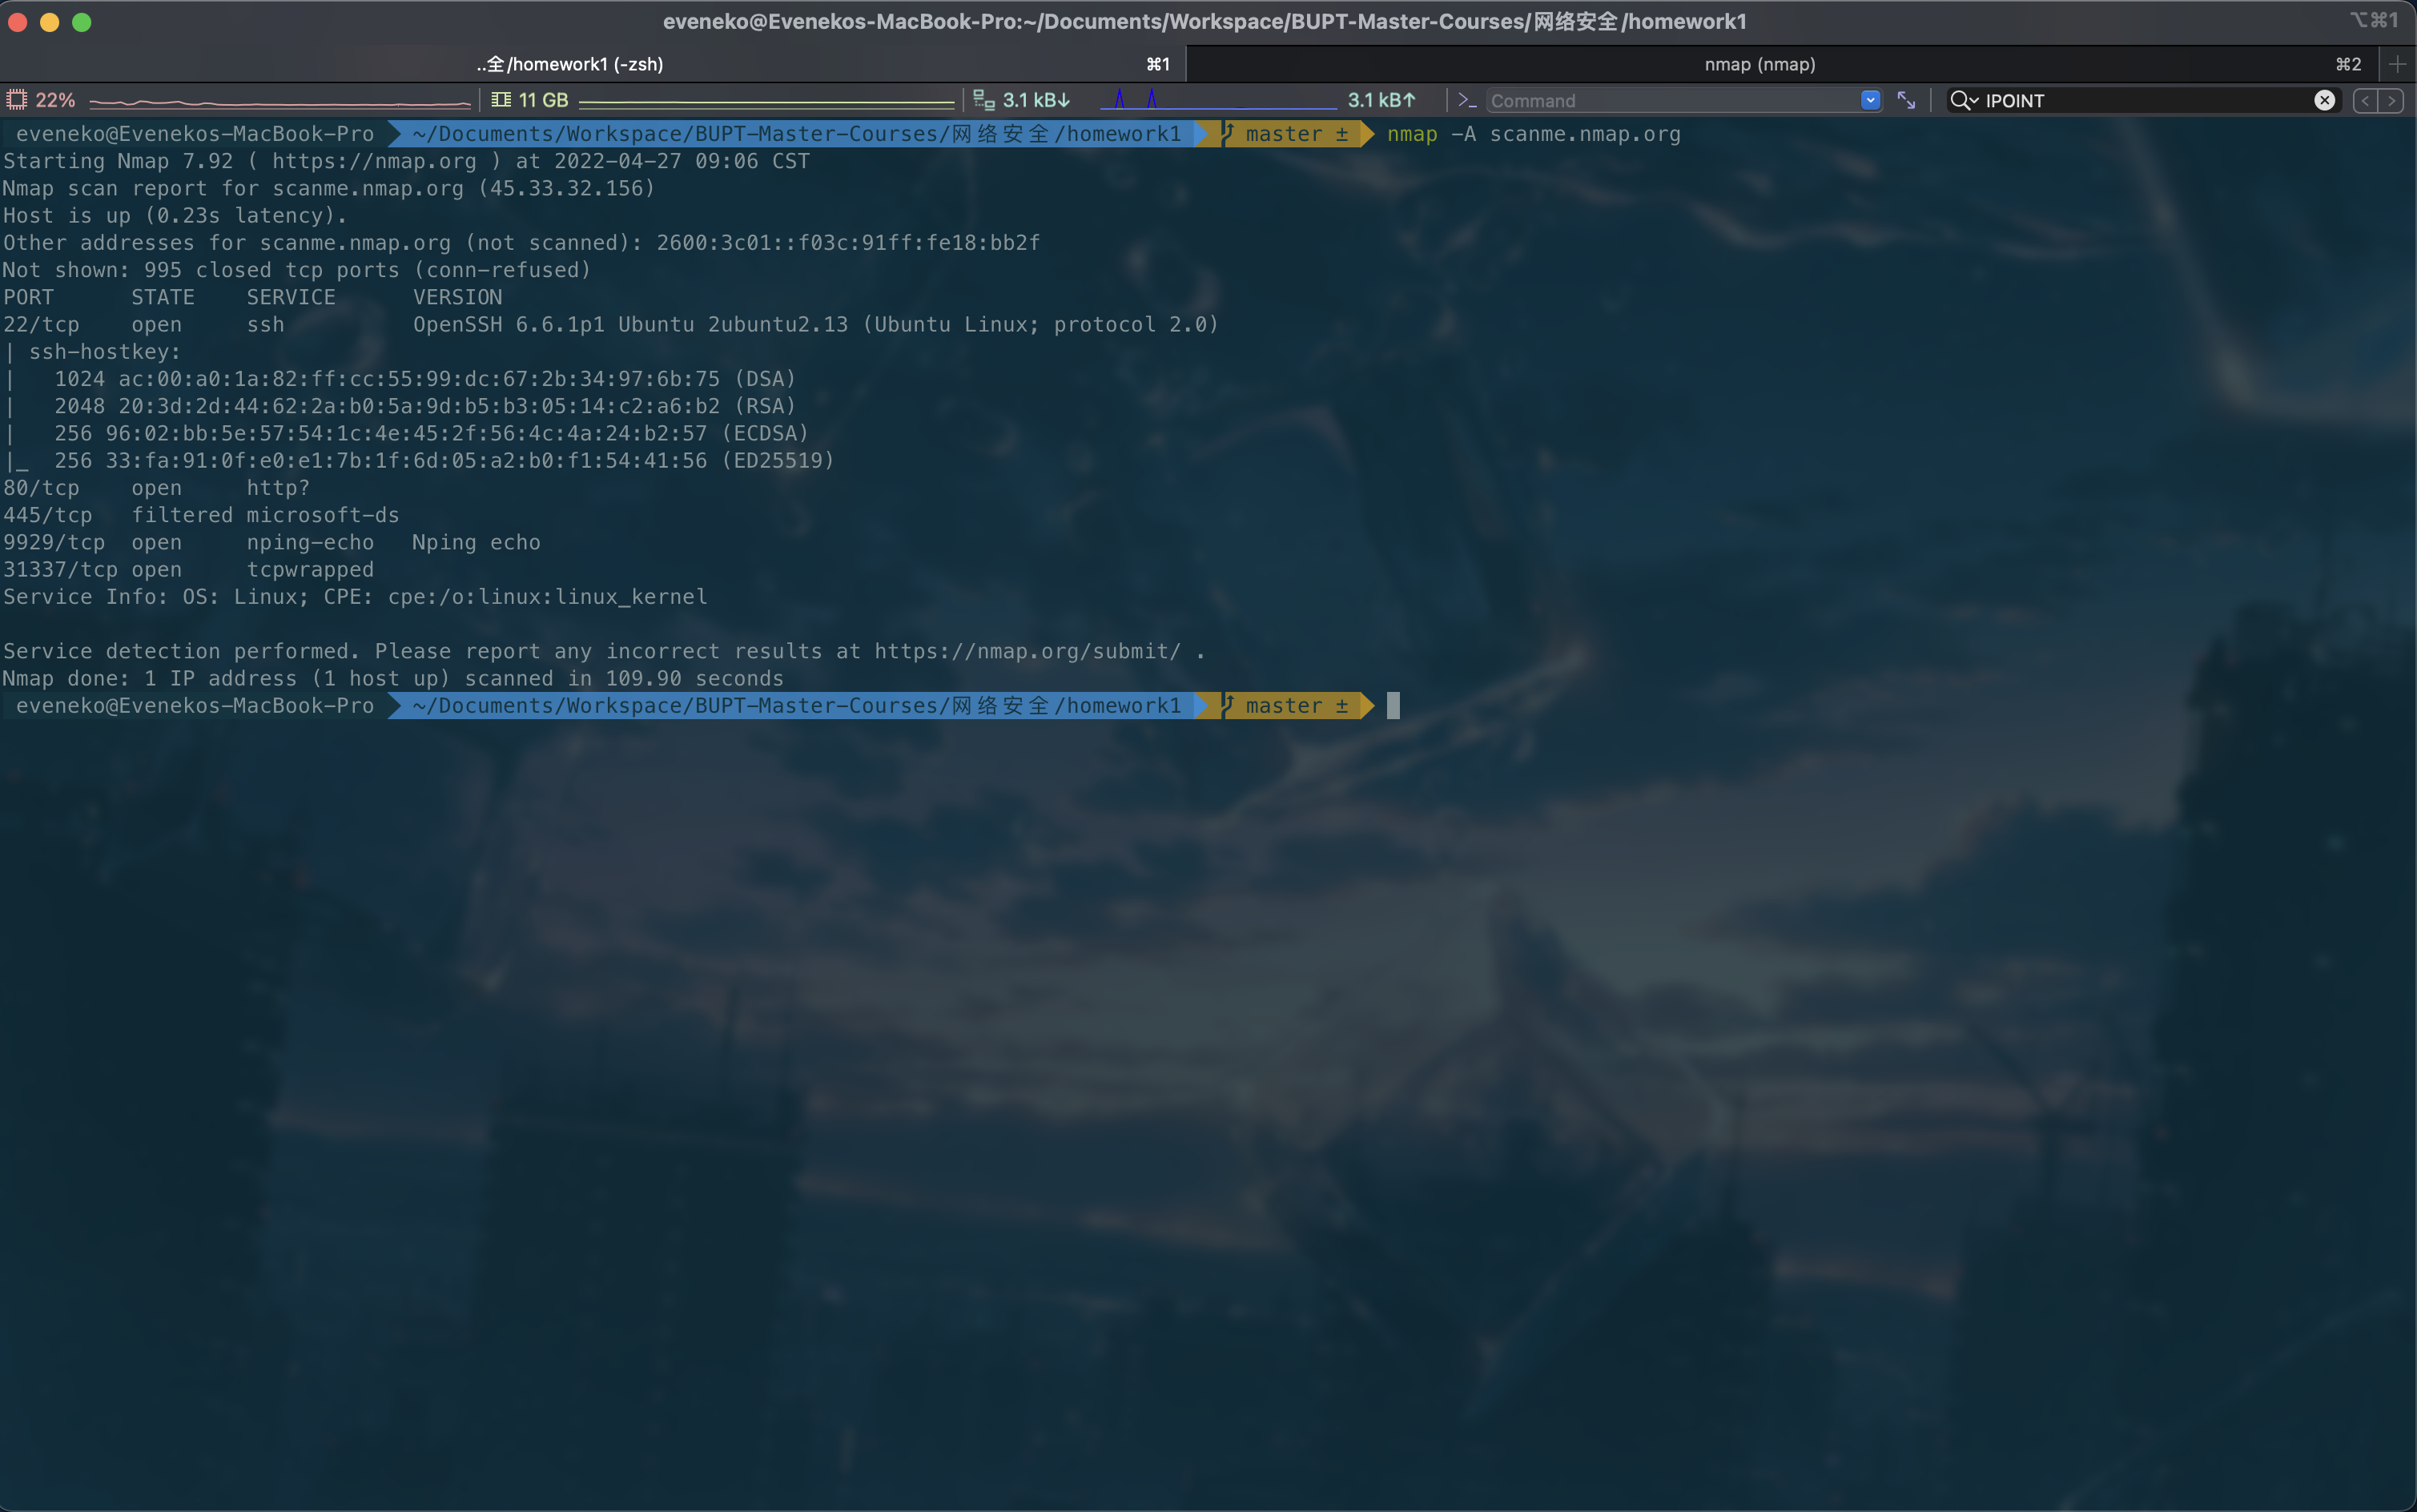 eveneko@Evenekos-MacBook-Pro:~/Documents/Workspace/BUPT-Master-Courses/网络安全/homework1 ⌥⌘1
..全/homework1 (-zsh) ⌘1 nmap (nmap) ⌘2
22% 11 GB 3.1 kB↓ 3.1 kB↑ Command IPOINT
eveneko@Evenekos-MacBook-Pro ~/Documents/Workspace/BUPT-Master-Courses/网络安全/homework1 master ± nmap -A scanme.nmap.org
Starting Nmap 7.92 ( https://nmap.org ) at 2022-04-27 09:06 CST
Nmap scan report for scanme.nmap.org (45.33.32.156)
Host is up (0.23s latency).
Other addresses for scanme.nmap.org (not scanned): 2600:3c01::f03c:91ff:fe18:bb2f
Not shown: 995 closed tcp ports (conn-refused)
PORT      STATE    SERVICE      VERSION
22/tcp    open     ssh          OpenSSH 6.6.1p1 Ubuntu 2ubuntu2.13 (Ubuntu Linux; protocol 2.0)
| ssh-hostkey:
|   1024 ac:00:a0:1a:82:ff:cc:55:99:dc:67:2b:34:97:6b:75 (DSA)
|   2048 20:3d:2d:44:62:2a:b0:5a:9d:b5:b3:05:14:c2:a6:b2 (RSA)
|   256 96:02:bb:5e:57:54:1c:4e:45:2f:56:4c:4a:24:b2:57 (ECDSA)
|_  256 33:fa:91:0f:e0:e1:7b:1f:6d:05:a2:b0:f1:54:41:56 (ED25519)
80/tcp    open     http?
445/tcp   filtered microsoft-ds
9929/tcp  open     nping-echo   Nping echo
31337/tcp open     tcpwrapped
Service Info: OS: Linux; CPE: cpe:/o:linux:linux_kernel
Service detection performed. Please report any incorrect results at https://nmap.org/submit/ .
Nmap done: 1 IP address (1 host up) scanned in 109.90 seconds
eveneko@Evenekos-MacBook-Pro ~/Documents/Workspace/BUPT-Master-Courses/网络安全/homework1 master ±